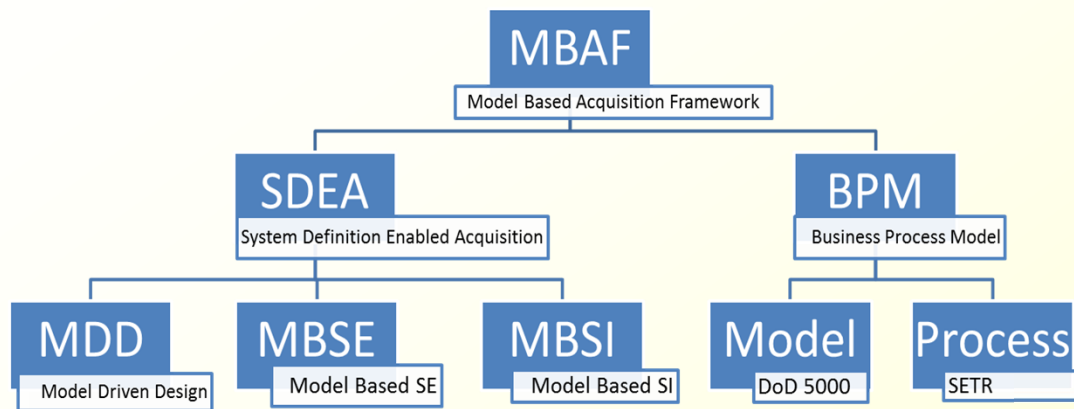 MBAF
Model Based Acquisition Framework
SDEA
System Definition Enabled Acquisition
BPM
Business Process Model
MDD
Model Driven Design
MBSE
Model Based SE
MBSI
Model Based SI
Model
DoD 5000
Process
SETR